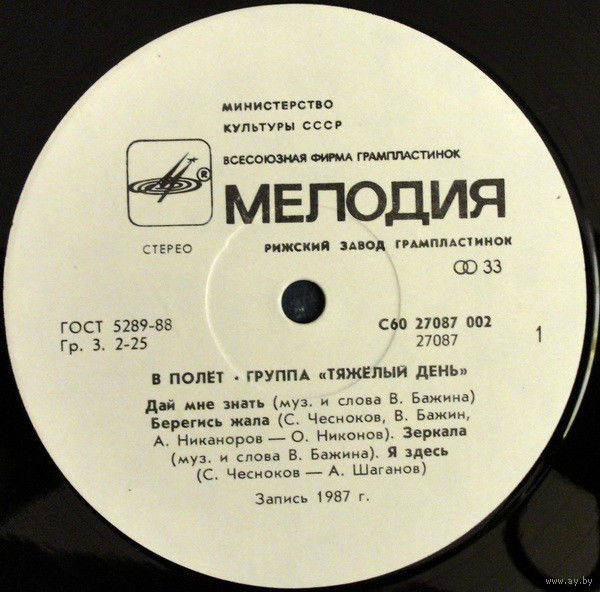 МИНИСТЕРСТВО
КУЛЬТУРЫ СССР
ВСЕСОЮЗНАЯ ФИРМА ГРАМПЛАСТИНОК
®
МЕЛОДИЯ
СТЕРЕО
РИЖСКИЙ ЗАВОД ГРАМПЛАСТИНОК
33
ГОСТ 5289-88
Гр. 3. 2-25
С60 27087 002
27087
1
В ПОЛЁТ · ГРУППА «ТЯЖЁЛЫЙ ДЕНЬ»
Дай мне знать (муз. и слова В. Бажина)
Берегись жала (С. Чесноков, В. Бажин,
А. Никаноров — О. Никонов). Зеркала
(муз. и слова В. Бажина). Я здесь
(С. Чесноков — А. Шаганов)
Запись 1987 г.
www.ay.by